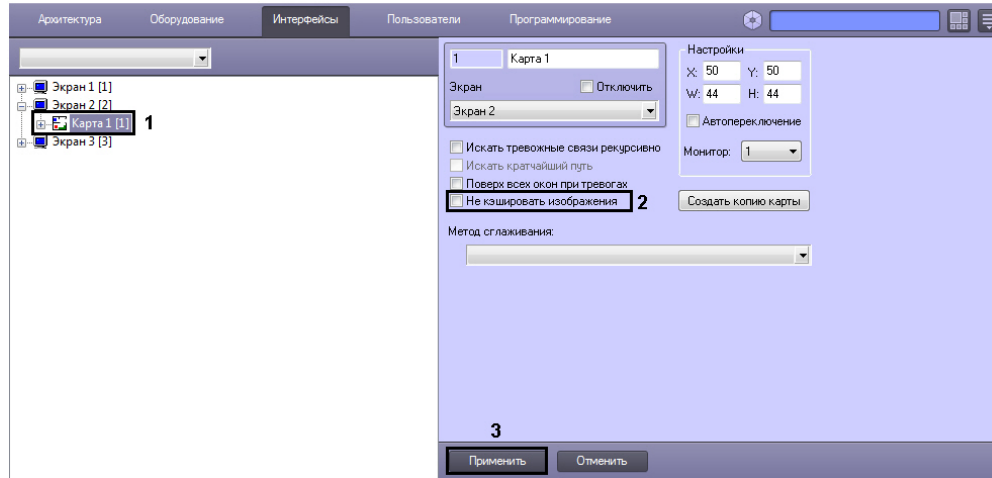 Архитектура Оборудование Интерфейсы Пользователи Программирование
Экран 1 [1]
Экран 2 [2]
Карта 1 [1] 1
Экран 3 [3]
1 Карта 1
Экран Отключить
Экран 2
Искать тревожные связи рекурсивно
Искать кратчайший путь
Поверх всех окон при тревогах
Не кэшировать изображения 2
Метод сглаживания:
Настройки
X: 50 Y: 50
W: 44 H: 44
Автопереключение
Монитор: 1
Создать копию карты
3
Применить Отменить